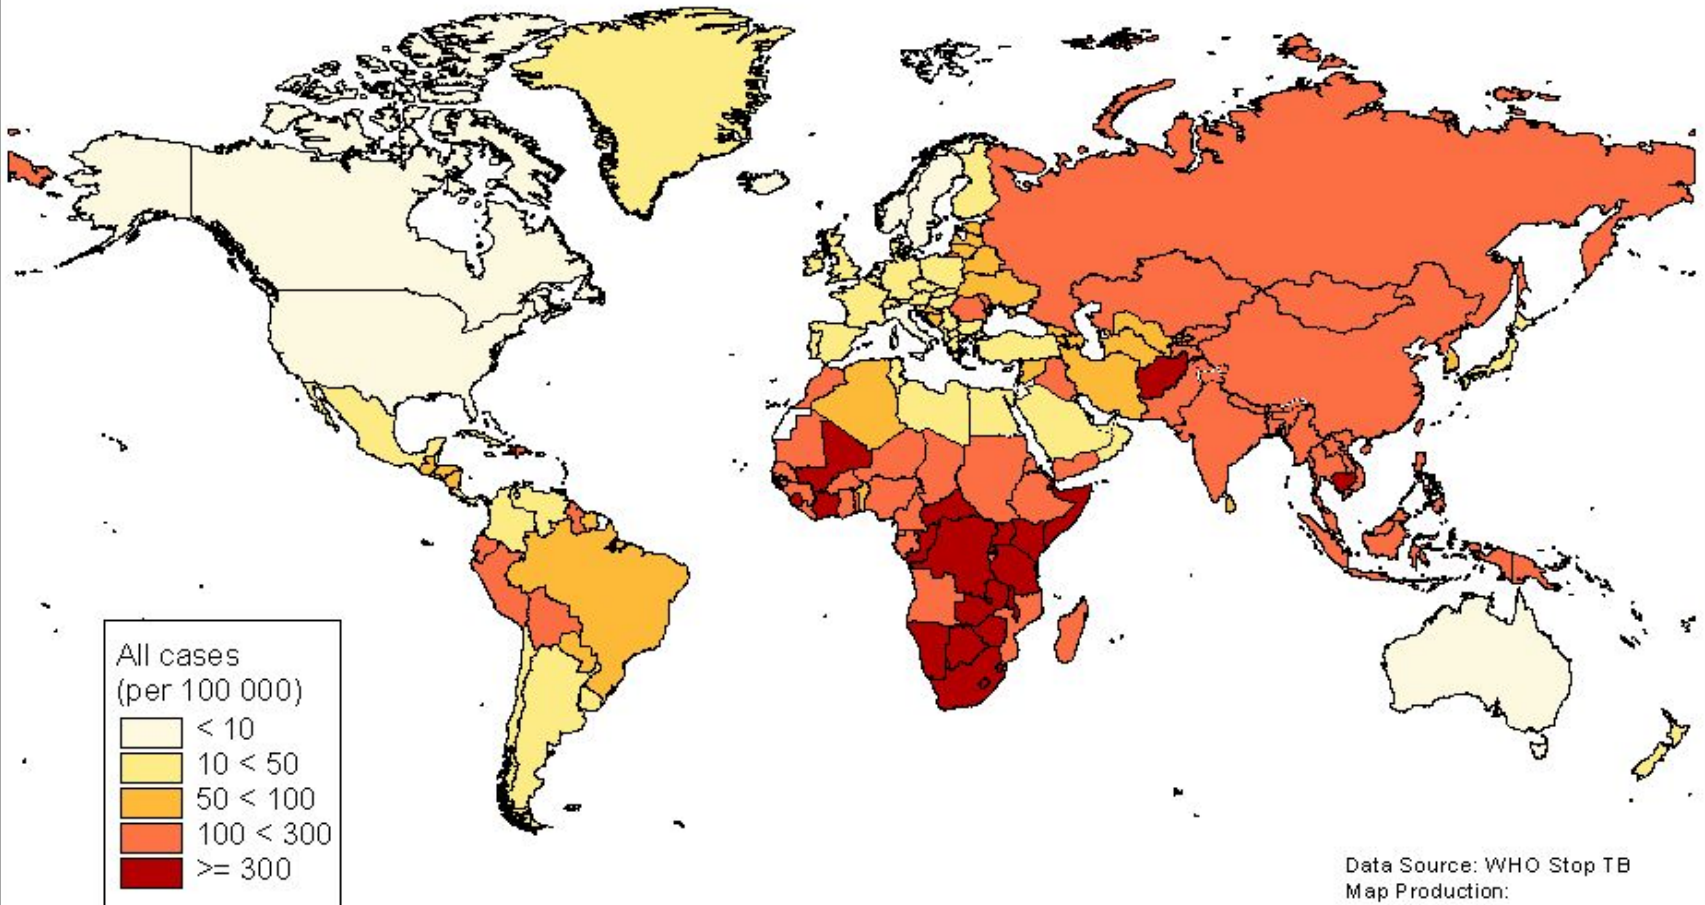 All cases
(per 100 000)
< 10
10 < 50
50 < 100
100 < 300
>= 300
Data Source: WHO Stop TB
Map Production: